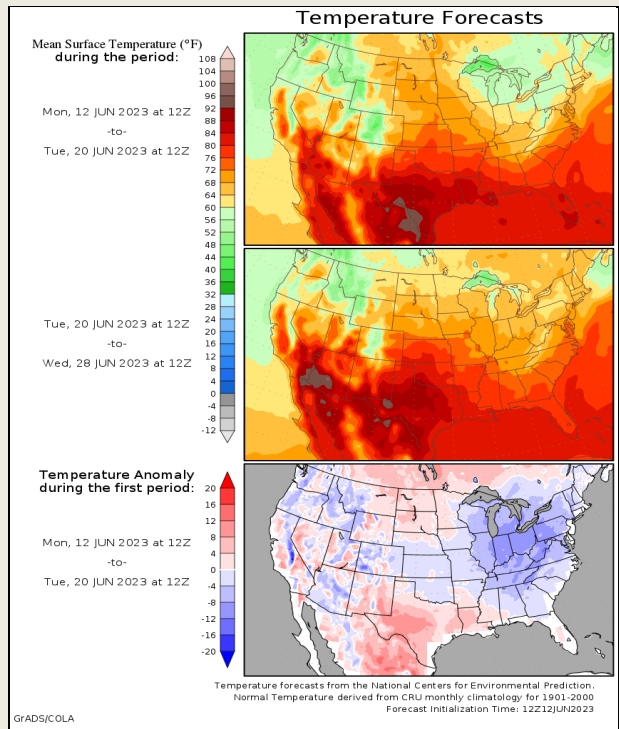 Temperature Forecasts
Mean Surface Temperature (°F)
during the period:
108
104
100
96
92
88
84
80
76
72
68
64
60
56
52
48
44
40
36
32
28
24
20
16
12
8
4
0
-4
-8
-12
Mon, 12 JUN 2023 at 12Z
-to-
Tue, 20 JUN 2023 at 12Z
Tue, 20 JUN 2023 at 12Z
-to-
Wed, 28 JUN 2023 at 12Z
Temperature Anomaly
during the first period:
20
16
12
8
4
0
-4
-8
-12
-16
-20
Mon, 12 JUN 2023 at 12Z
-to-
Tue, 20 JUN 2023 at 12Z
Temperature forecasts from the National Centers for Environmental Prediction.
Normal Temperature derived from CRU monthly climatology for 1901-2000
Forecast Initialization Time: 12Z12JUN2023
GrADS/COLA